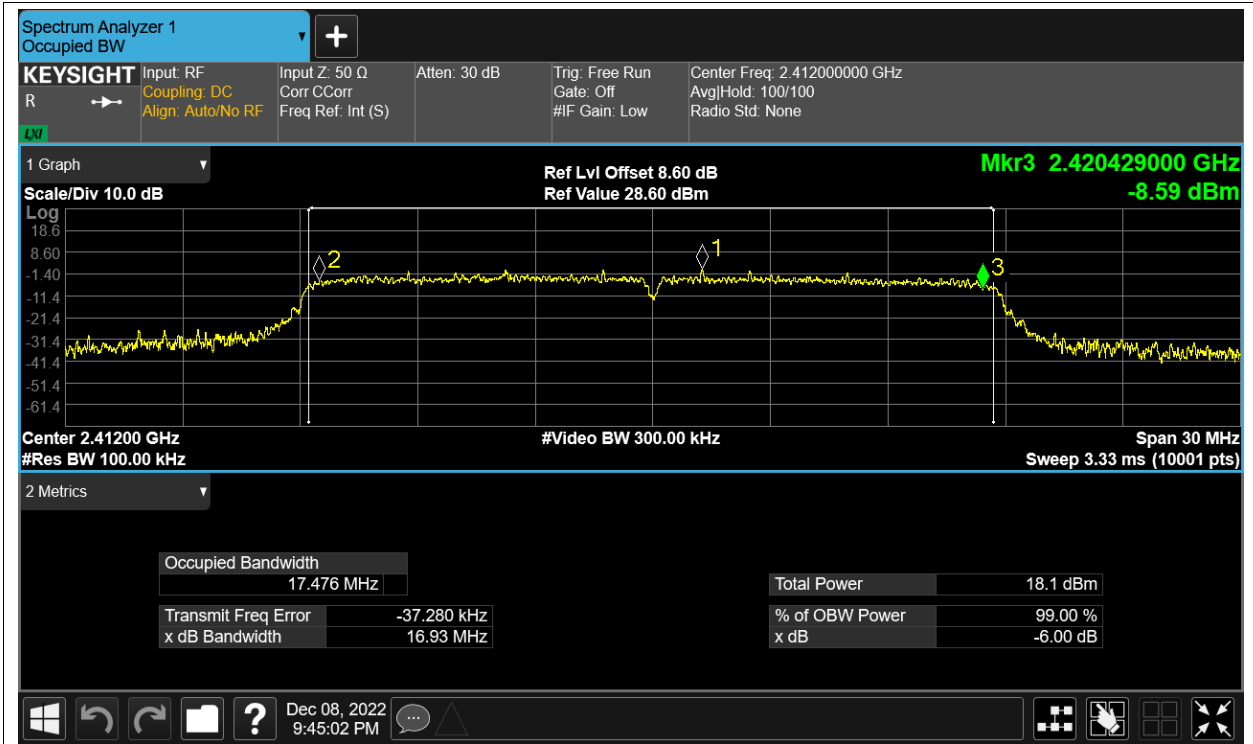 Spectrum Analyzer 1
Occupied BW
KEYSIGHT
R
LXI
Input: RF
Coupling: DC
Align: Auto/No RF
Input Z: 50 Ω
Corr CCorr
Freq Ref: Int (S)
Atten: 30 dB
Trig: Free Run
Gate: Off
#IF Gain: Low
Center Freq: 2.412000000 GHz
Avg|Hold: 100/100
Radio Std: None
1 Graph
Scale/Div 10.0 dB
Ref Lvl Offset 8.60 dB
Ref Value 28.60 dBm
Mkr3 2.420429000 GHz
-8.59 dBm
Log
18.6
8.60
-1.40
-11.4
-21.4
-31.4
-41.4
-51.4
-61.4
2
1
3
Center 2.41200 GHz
#Res BW 100.00 kHz
#Video BW 300.00 kHz
Span 30 MHz
Sweep 3.33 ms (10001 pts)
2 Metrics
Occupied Bandwidth
17.476 MHz
Transmit Freq Error -37.280 kHz
x dB Bandwidth 16.93 MHz
Total Power 18.1 dBm
% of OBW Power 99.00 %
x dB -6.00 dB
?
Dec 08, 2022
9:45:02 PM